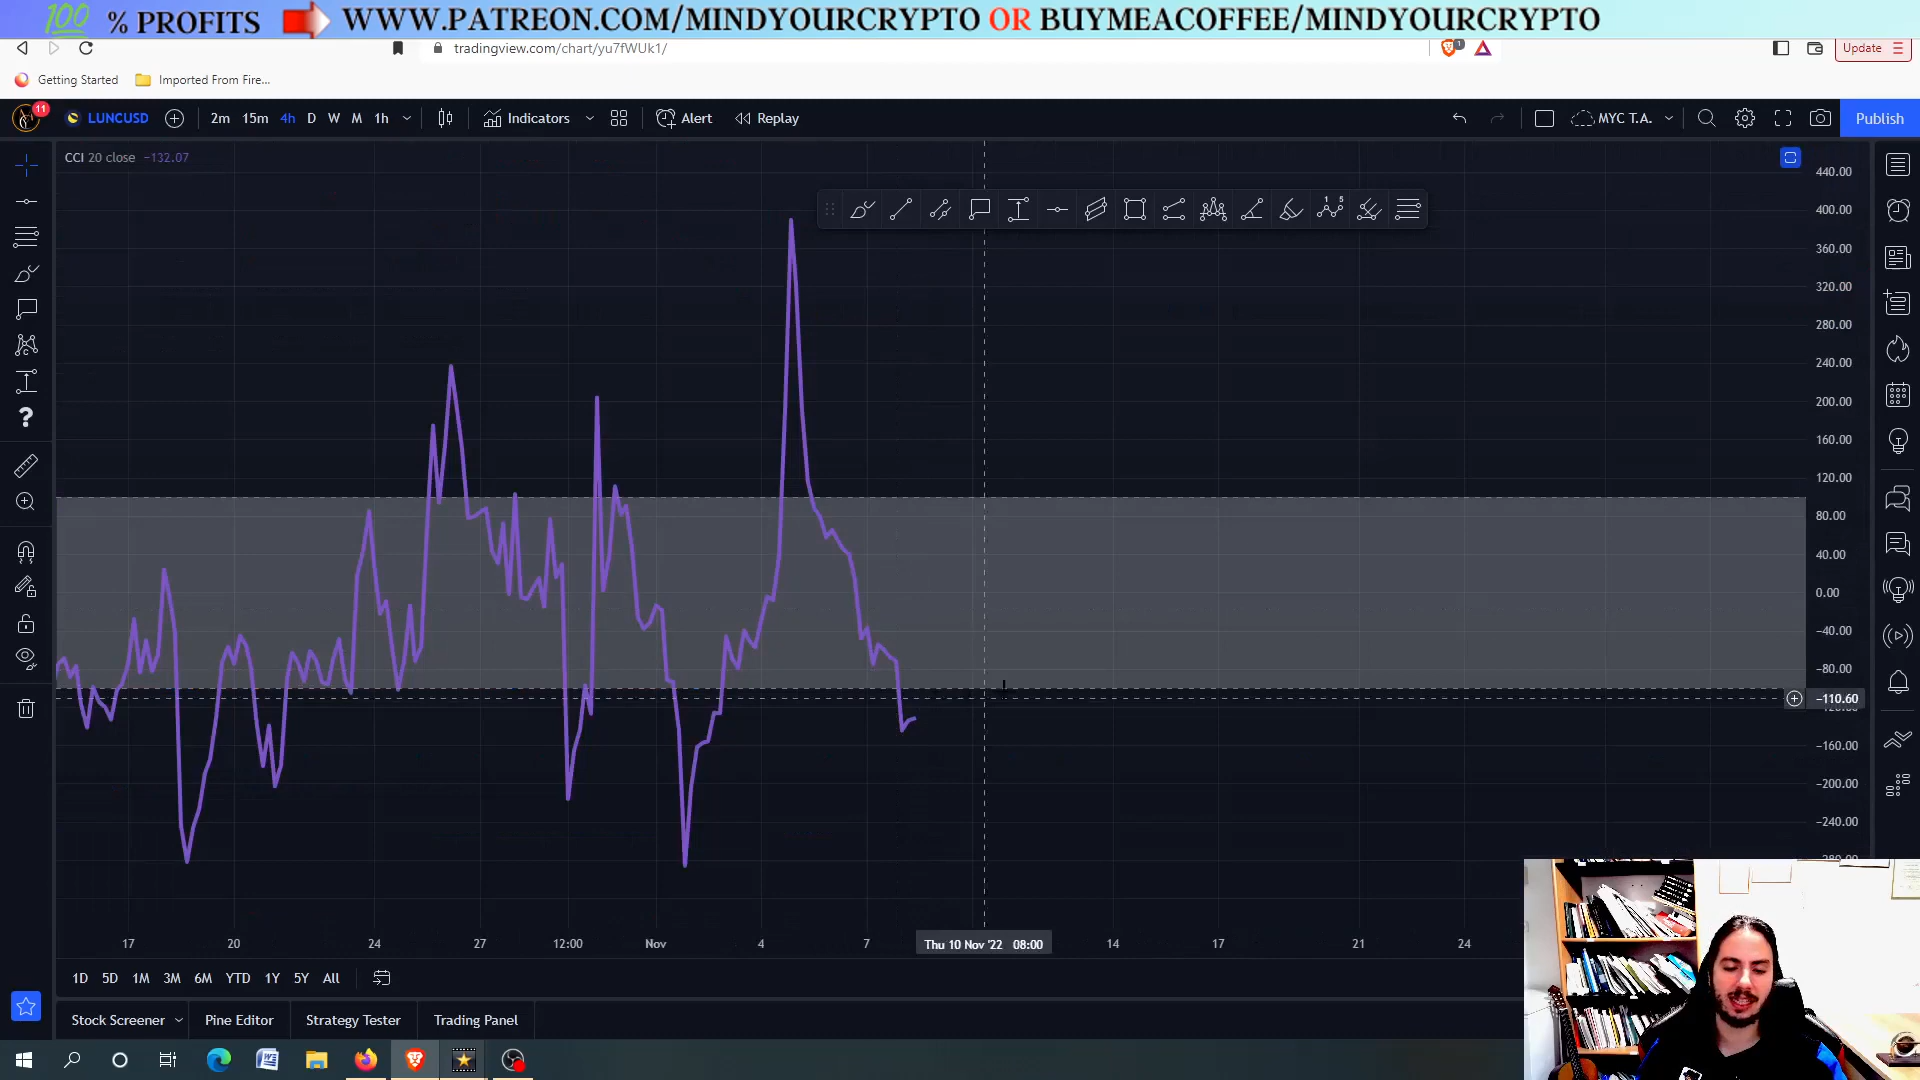 100 % PROFITS WWW.PATREON.COM/MINDYOURCRYPTO OR BUYMEACOFFEE/MINDYOURCRYPTO
tradingview.com/chart/yu7fWUk1/
1
Update
Getting Started Imported From Fire...
11 LUNCUSD 2m 15m 4h D W M 1h Indicators Alert Replay MYC T.A. Publish
CCI 20 close −132.07
440.00
400.00
360.00
320.00
280.00
240.00
200.00
160.00
120.00
80.00
40.00
0.00
−40.00
−80.00
−110.60
−160.00
−200.00
−240.00
17 20 24 27 12:00 Nov 4 7 Thu 10 Nov '22 08:00 14 17 21 24
1D 5D 1M 3M 6M YTD 1Y 5Y All
Stock Screener Pine Editor Strategy Tester Trading Panel